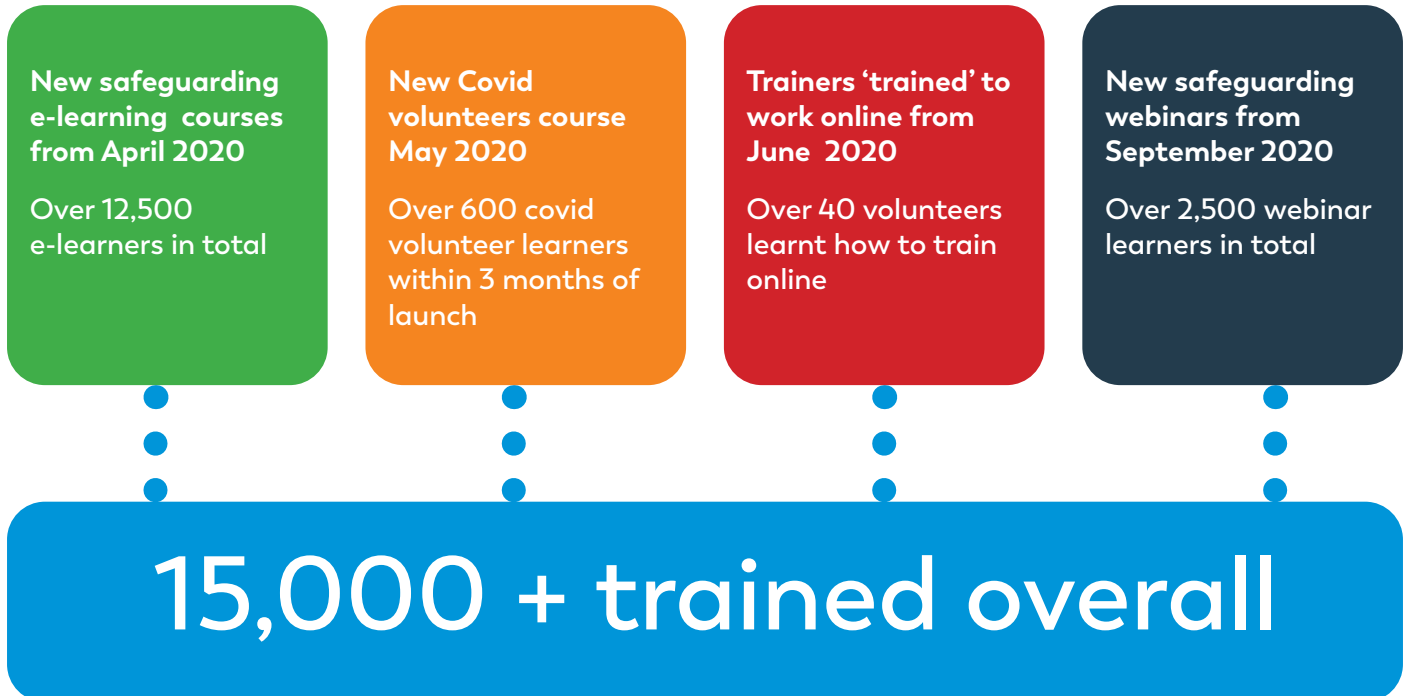 New safeguarding
e-learning courses
from April 2020
Over 12,500
e-learners in total
New Covid
volunteers course
May 2020
Over 600 covid
volunteer learners
within 3 months of
launch
Trainers ‘trained’ to
work online from
June 2020
Over 40 volunteers
learnt how to train
online
New safeguarding
webinars from
September 2020
Over 2,500 webinar
learners in total
15,000 + trained overall